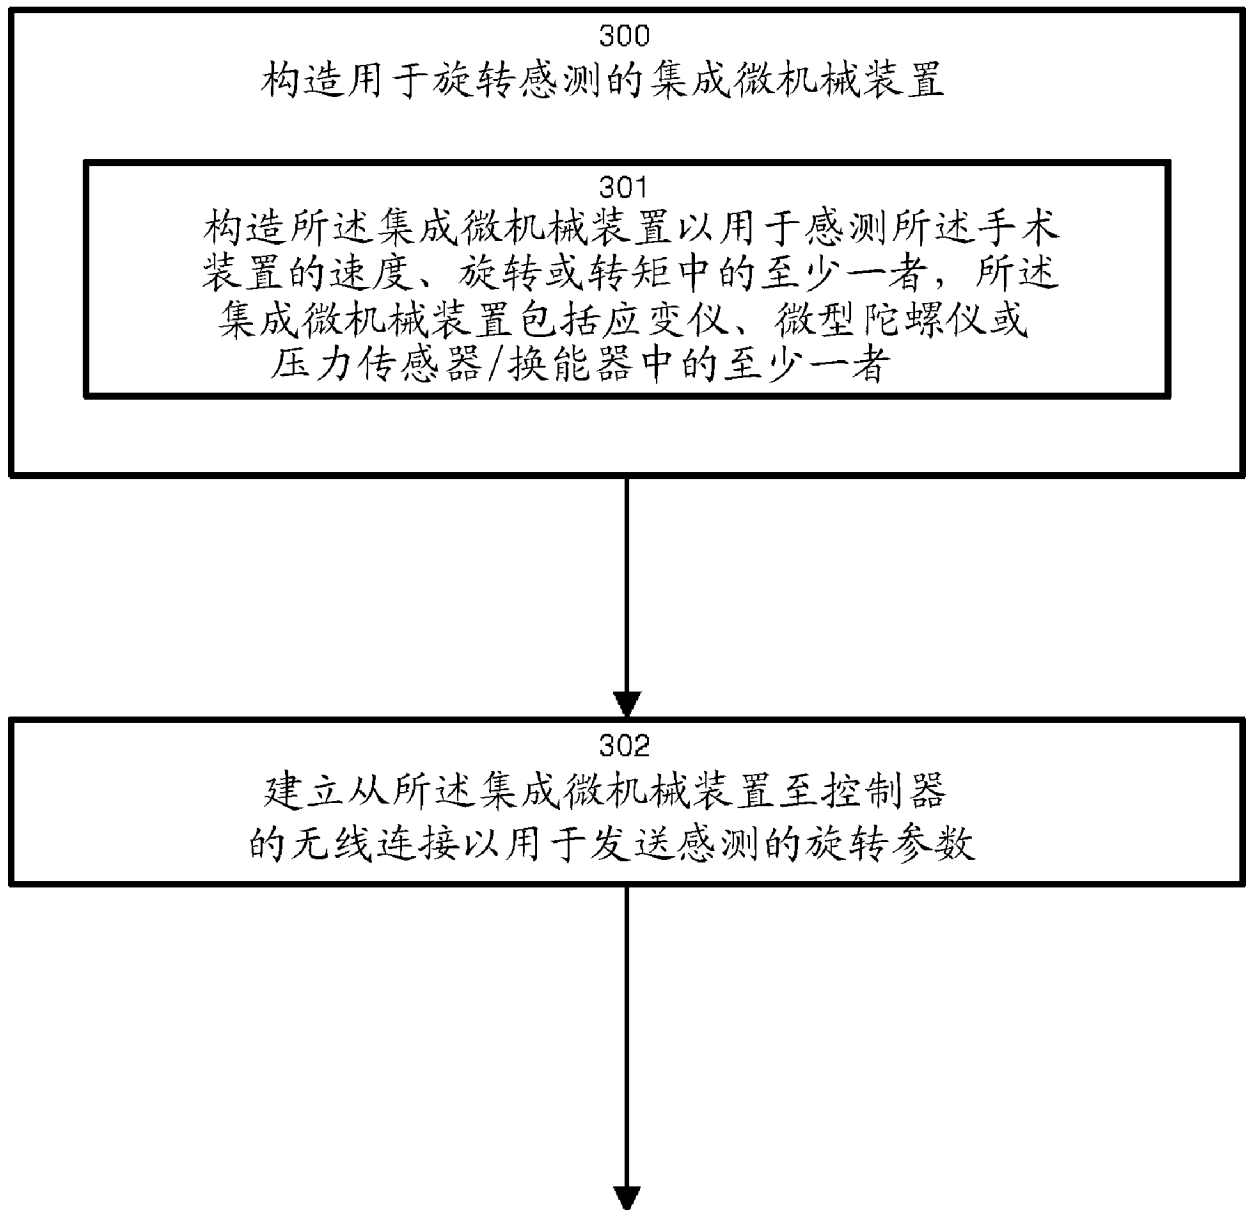 300
构造用于旋转感测的集成微机械装置
301
构造所述集成微机械装置以用于感测所述手术
装置的速度、旋转或转矩中的至少一者，所述
集成微机械装置包括应变仪、微型陀螺仪或
压力传感器/换能器中的至少一者
302
建立从所述集成微机械装置至控制器
的无线连接以用于发送感测的旋转参数